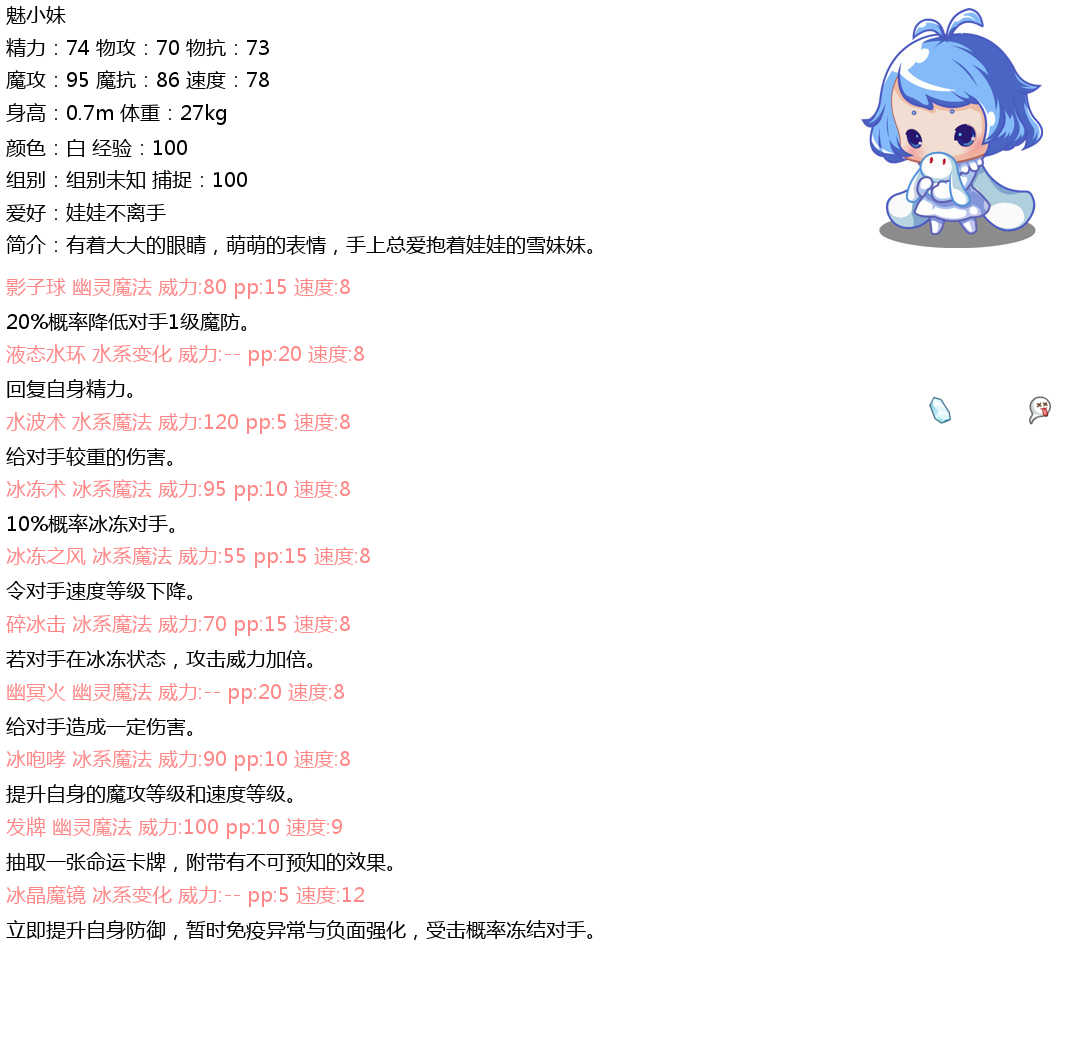 魅小妹
精力：74 物攻：70 物抗：73
魔攻：95 魔抗：86 速度：78
身高：0.7m 体重：27kg
颜色：白 经验：100
组别：组别未知 捕捉：100
爱好：娃娃不离手
简介：有着大大的眼睛，萌萌的表情，手上总爱抱着娃娃的雪妹妹。
影子球 幽灵魔法 威力:80 pp:15 速度:8
20%概率降低对手1级魔防。
液态水环 水系变化 威力:-- pp:20 速度:8
回复自身精力。
水波术 水系魔法 威力:120 pp:5 速度:8
给对手较重的伤害。
冰冻术 冰系魔法 威力:95 pp:10 速度:8
10%概率冰冻对手。
冰冻之风 冰系魔法 威力:55 pp:15 速度:8
令对手速度等级下降。
碎冰击 冰系魔法 威力:70 pp:15 速度:8
若对手在冰冻状态，攻击威力加倍。
幽冥火 幽灵魔法 威力:-- pp:20 速度:8
给对手造成一定伤害。
冰咆哮 冰系魔法 威力:90 pp:10 速度:8
提升自身的魔攻等级和速度等级。
发牌 幽灵魔法 威力:100 pp:10 速度:9
抽取一张命运卡牌，附带有不可预知的效果。
冰晶魔镜 冰系变化 威力:-- pp:5 速度:12
立即提升自身防御，暂时免疫异常与负面强化，受击概率冻结对手。